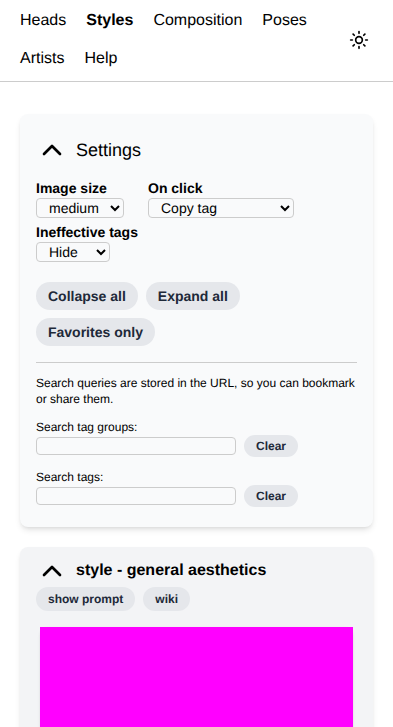 Heads Styles Composition Poses
Artists Help
Settings
Image size On click
medium Copy tag
Ineffective tags
Hide
Collapse all Expand all
Favorites only
Search queries are stored in the URL, so you can bookmark
or share them.
Search tag groups:
Clear
Search tags:
Clear
style - general aesthetics
show prompt wiki